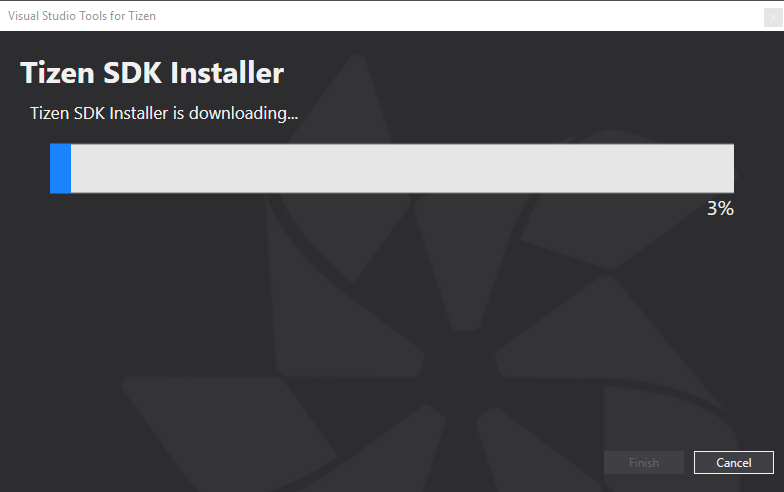 Visual Studio Tools for Tizen
Tizen SDK Installer
Tizen SDK Installer is downloading...
3%
Finish
Cancel